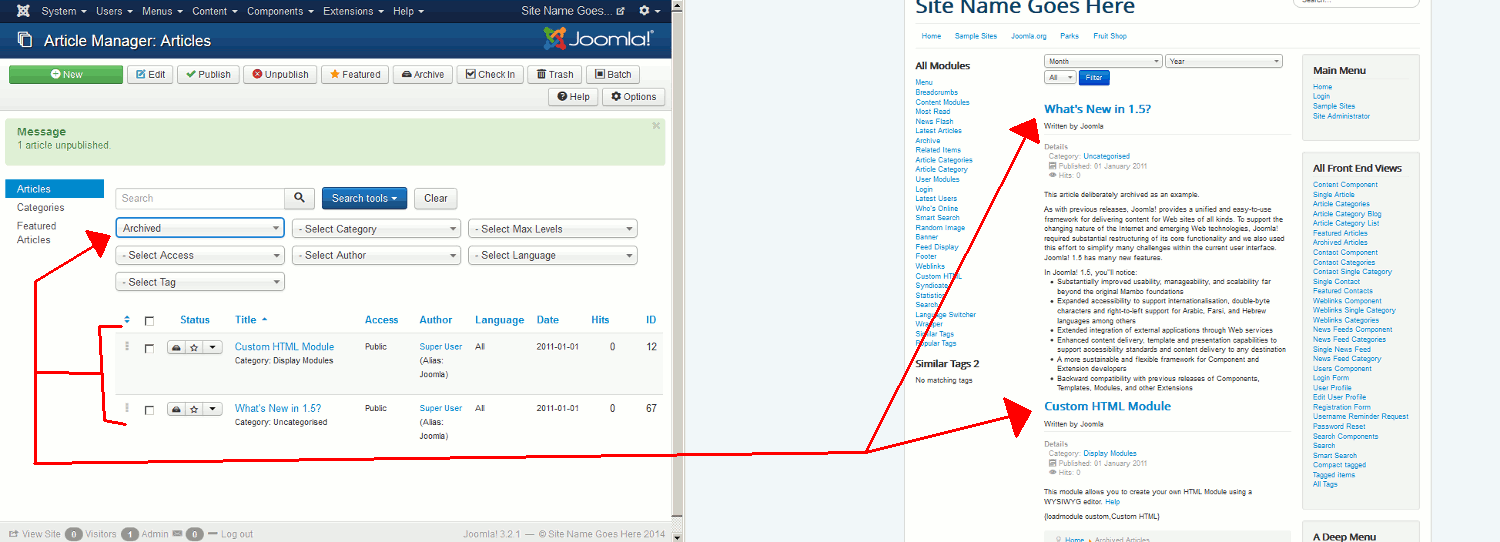 System Users Menus Content Components Extensions Help Site Name Goes...
Article Manager: Articles
Joomla!®
New Edit Publish Unpublish Featured Archive Check In Trash Batch
Help Options
Message
1 article unpublished.
Articles
Categories
Featured
Articles
Search Search tools Clear
Archived - Select Category - Select Max Levels
- Select Access - Select Author - Select Language
- Select Tag
Status Title Access Author Language Date Hits ID
Custom HTML Module Public Super User All 2011-01-01 0 12
Category: Display Modules (Alias:
Joomla)
What's New in 1.5? Public Super User All 2011-01-01 0 67
Category: Uncategorised (Alias:
Joomla)
View Site 0 Visitors 1 Admin 0 Log out Joomla! 3.2.1 — © Site Name Goes Here 2014
Site Name Goes Here
Search...
Home Sample Sites Joomla.org Parks Fruit Shop
All Modules
Menu
Breadcrumbs
Content Modules
Most Read
News Flash
Latest Articles
Archive
Related Items
Article Categories
Article Category
User Modules
Login
Latest Users
Who's Online
Smart Search
Random Image
Banner
Feed Display
Footer
Weblinks
Custom HTML
Syndicate
Statistics
Search
Language Switcher
Wrapper
Similar Tags
Popular Tags
Similar Tags 2
No matching tags
Month Year
All Filter
What's New in 1.5?
Written by Joomla
Details
Category: Uncategorised
Published: 01 January 2011
Hits: 0
This article deliberately archived as an example.
As with previous releases, Joomla! provides a unified and easy-to-use
framework for delivering content for Web sites of all kinds. To support the
changing nature of the Internet and emerging Web technologies, Joomla!
required substantial restructuring of its core functionality and we also used
this effort to simplify many challenges within the current user interface.
Joomla! 1.5 has many new features.
In Joomla! 1.5, you''ll notice:
Substantially improved usability, manageability, and scalability far
beyond the original Mambo foundations
Expanded accessibility to support internationalisation, double-byte
characters and right-to-left support for Arabic, Farsi, and Hebrew
languages among others
Extended integration of external applications through Web services
Enhanced content delivery, template and presentation capabilities to
support accessibility standards and content delivery to any destination
A more sustainable and flexible framework for Component and
Extension developers
Backward compatibility with previous releases of Components,
Templates, Modules, and other Extensions
Custom HTML Module
Written by Joomla
Details
Category: Display Modules
Published: 01 January 2011
Hits: 0
This module allows you to create your own HTML Module using a
WYSIWYG editor. Help
{loadmodule custom,Custom HTML}
Home Archived Articles
Main Menu
Home
Login
Sample Sites
Site Administrator
All Front End Views
Content Component
Single Article
Article Categories
Article Category Blog
Article Category List
Featured Articles
Archived Articles
Contact Component
Contact Categories
Contact Single Category
Single Contact
Featured Contacts
Weblinks Component
Weblinks Single Category
Weblinks Categories
News Feeds Component
News Feed Categories
Single News Feed
News Feed Category
Users Component
Login Form
User Profile
Edit User Profile
Registration Form
Username Reminder Request
Password Reset
Search Components
Search
Smart Search
Compact tagged
Tagged items
All Tags
A Deep Menu